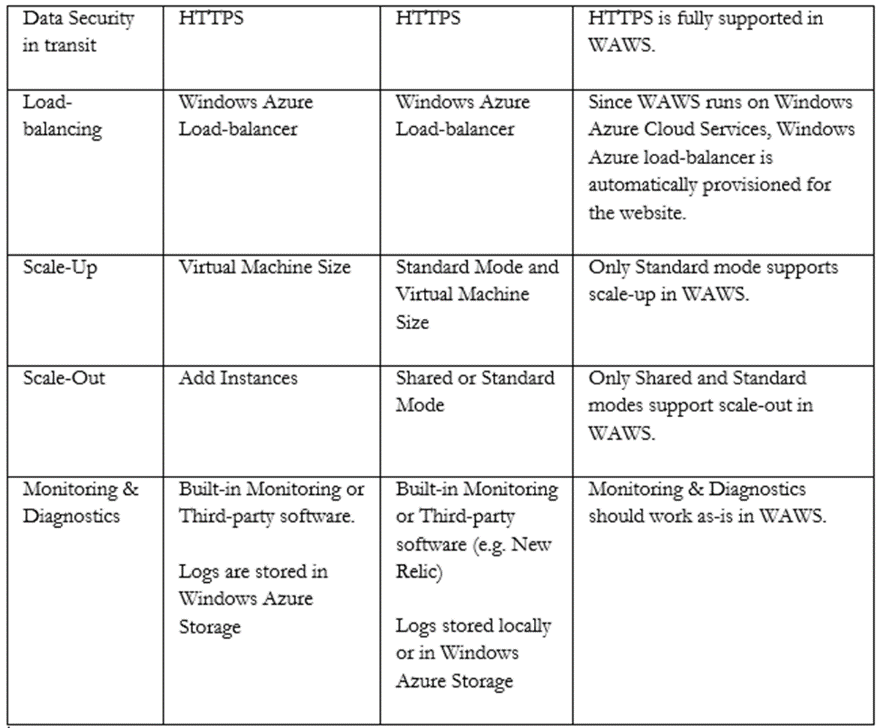 Data Security
in transit
HTTPS
HTTPS
HTTPS is fully supported in
WAWS.
Load-
balancing
Windows Azure
Load-balancer
Windows Azure
Load-balancer
Since WAWS runs on Windows
Azure Cloud Services, Windows
Azure load-balancer is
automatically provisioned for
the website.
Scale-Up
Virtual Machine Size
Standard Mode and
Virtual Machine
Size
Only Standard mode supports
scale-up in WAWS.
Scale-Out
Add Instances
Shared or Standard
Mode
Only Shared and Standard
modes support scale-out in
WAWS.
Monitoring &
Diagnostics
Built-in Monitoring or
Third-party software.
Logs are stored in
Windows Azure
Storage
Built-in Monitoring
or Third-party
software (e.g. New
Relic)
Logs stored locally
or in Windows
Azure Storage
Monitoring & Diagnostics
should work as-is in WAWS.